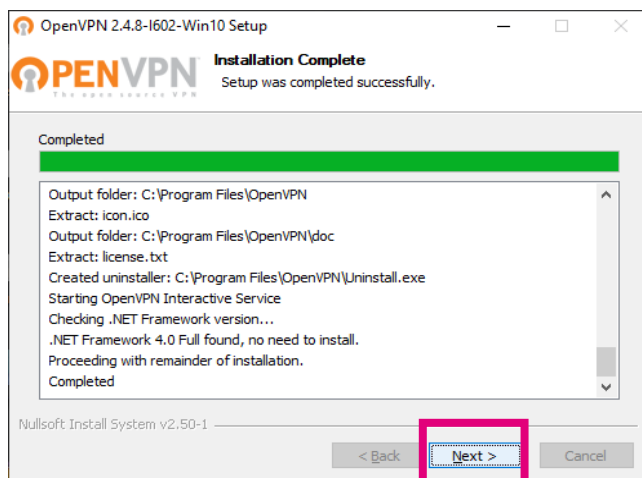 OpenVPN 2.4.8-I602-Win10 Setup
OPENVPN
The open source VPN
Installation Complete
Setup was completed successfully.
Completed
Output folder: C:\Program Files\OpenVPN
Extract: icon.ico
Output folder: C:\Program Files\OpenVPN\doc
Extract: license.txt
Created uninstaller: C:\Program Files\OpenVPN\Uninstall.exe
Starting OpenVPN Interactive Service
Checking .NET Framework version...
.NET Framework 4.0 Full found, no need to install.
Proceeding with remainder of installation.
Completed
Nullsoft Install System v2.50-1
< Back
Next >
Cancel